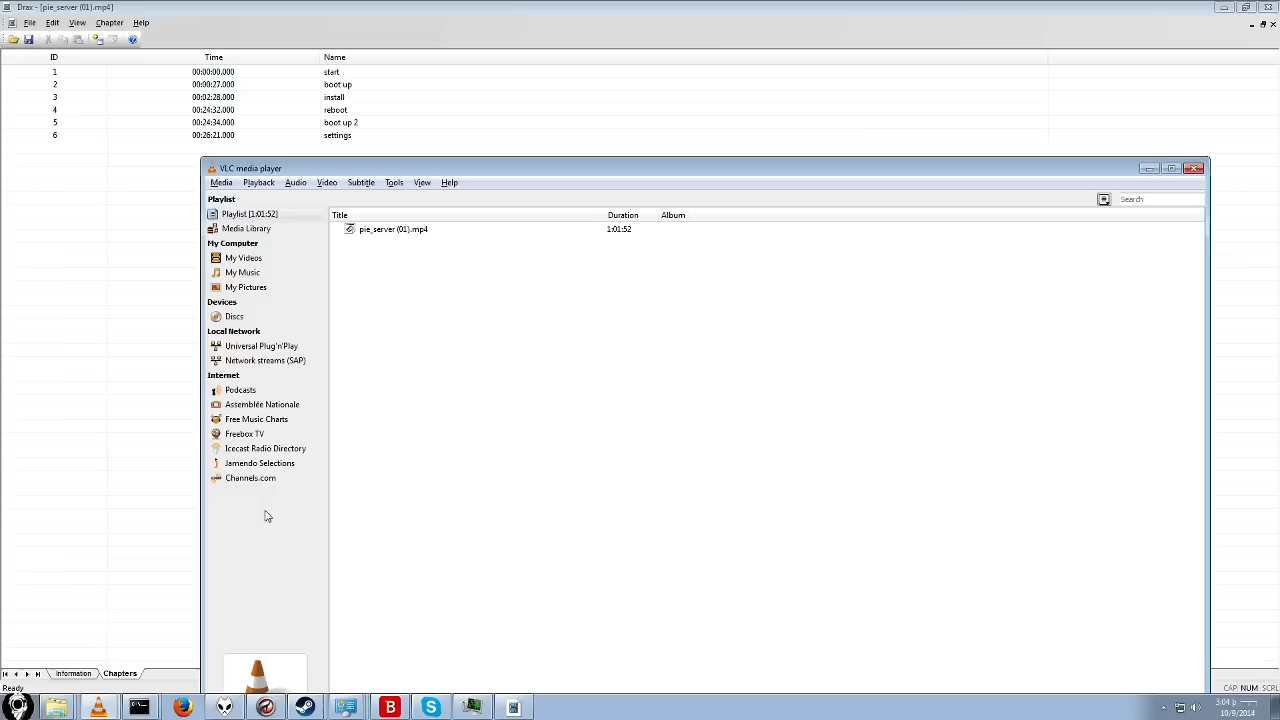 Drax - [pie_server (01).mp4]
File Edit View Chapter Help
ID Time Name
1 00:00:00.000 start
2 00:00:27.000 boot up
3 00:02:28.000 install
4 00:24:32.000 reboot
5 00:24:34.000 boot up 2
6 00:26:21.000 settings
VLC media player
Media Playback Audio Video Subtitle Tools View Help
Playlist
Search
Playlist [1:01:52]
Title Duration Album
Media Library
pie_server (01).mp4 1:01:52
My Computer
My Videos
My Music
My Pictures
Devices
Discs
Local Network
Universal Plug'n'Play
Network streams (SAP)
Internet
Podcasts
Assemblée Nationale
Free Music Charts
Freebox TV
Icecast Radio Directory
Jamendo Selections
Channels.com
Information Chapters
Ready
CAP NUM SCRL
B
S
3:04 μ
10/9/2014